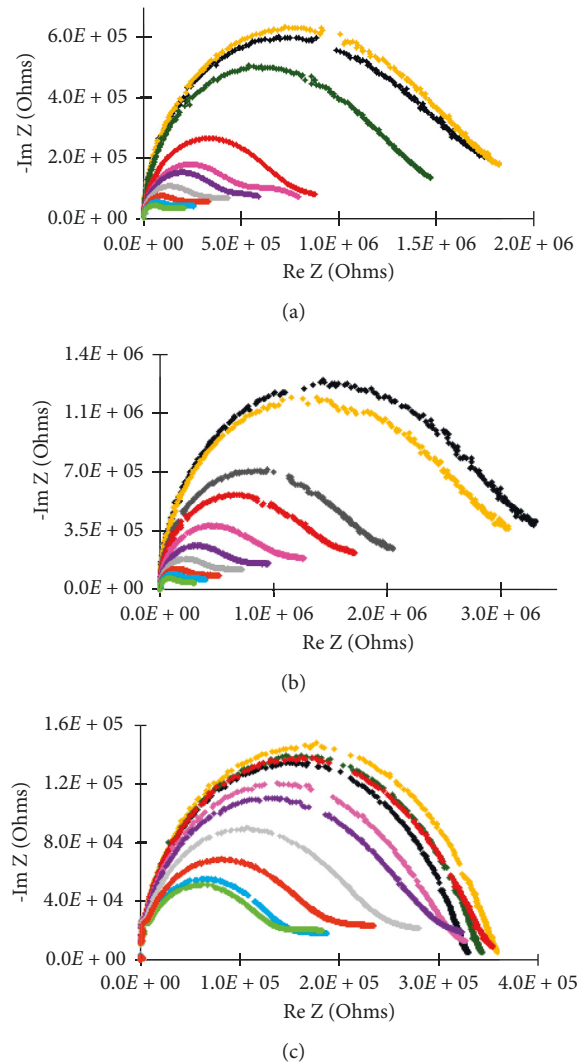 6.0E + 05
4.0E + 05
2.0E + 05
0.0E + 00
-Im Z (Ohms)
0.0E + 00 5.0E + 05 1.0E + 06 1.5E + 06 2.0E + 06
Re Z (Ohms)
(a)
1.4E + 06
1.1E + 06
7.0E + 05
3.5E + 05
0.0E + 00
-Im Z (Ohms)
0.0E + 00 1.0E + 06 2.0E + 06 3.0E + 06
Re Z (Ohms)
(b)
1.6E + 05
1.2E + 05
8.0E + 04
4.0E + 04
0.0E + 00
-Im Z (Ohms)
0.0E + 00 1.0E + 05 2.0E + 05 3.0E + 05 4.0E + 05
Re Z (Ohms)
(c)